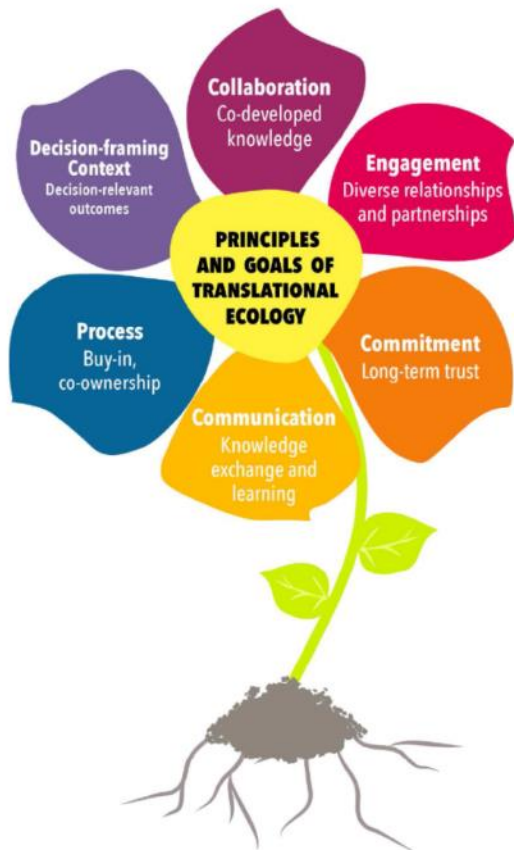 Collaboration
Co-developed
knowledge
Engagement
Diverse relationships
and partnerships
Commitment
Long-term trust
Communication
Knowledge
exchange and
learning
Process
Buy-in,
co-ownership
Decision-framing
Context
Decision-relevant
outcomes
PRINCIPLES
AND GOALS OF
TRANSLATIONAL
ECOLOGY